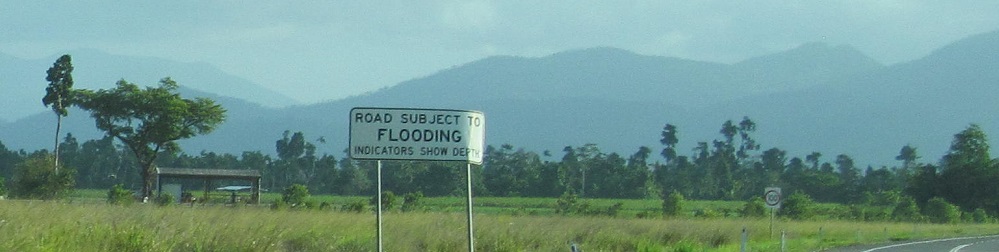 ROAD SUBJECT TO
FLOODING
INDICATORS SHOW DEPTH